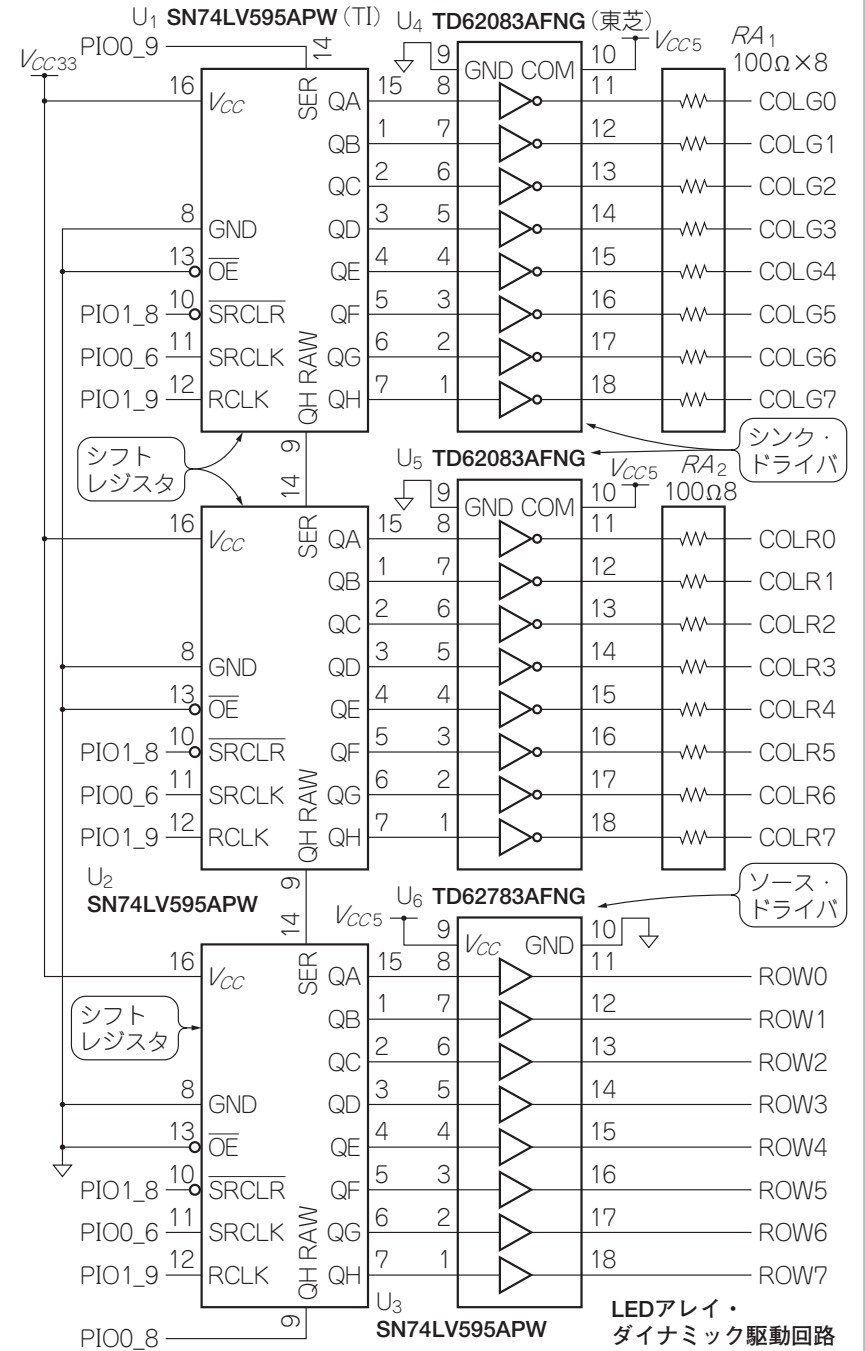 U1 SN74LV595APW (TI)
U4 TD62083AFNG (東芝)
PIO0_9
14
VCC33
9
GND COM
10
VCC5
RA1
100Ω×8
16
VCC
SER
QA
15
8
11
COLG0
QB
1
7
12
COLG1
QC
2
6
13
COLG2
8
GND
QD
3
5
14
COLG3
13
OE
QE
4
4
15
COLG4
PIO1_8
10
SRCLR
QF
5
3
16
COLG5
PIO0_6
11
SRCLK
QG
6
2
17
COLG6
PIO1_9
12
RCLK
QH RAW
QH
7
1
18
COLG7
9
シフト
レジスタ
シンク・
ドライバ
14
U5 TD62083AFNG
9
GND COM
10
VCC5
RA2
100Ω8
16
VCC
SER
QA
15
8
11
COLR0
QB
1
7
12
COLR1
QC
2
6
13
COLR2
8
GND
QD
3
5
14
COLR3
13
OE
QE
4
4
15
COLR4
PIO1_8
10
SRCLR
QF
5
3
16
COLR5
PIO0_6
11
SRCLK
QG
6
2
17
COLR6
PIO1_9
12
RCLK
QH RAW
QH
7
1
18
COLR7
U2
SN74LV595APW
9
14
U6 TD62783AFNG
ソース・
ドライバ
VCC5
9
VCC GND
10
16
VCC
SER
QA
15
8
11
ROW0
シフト
レジスタ
QB
1
7
12
ROW1
QC
2
6
13
ROW2
8
GND
QD
3
5
14
ROW3
13
OE
QE
4
4
15
ROW4
PIO1_8
10
SRCLR
QF
5
3
16
ROW5
PIO0_6
11
SRCLK
QG
6
2
17
ROW6
PIO1_9
12
RCLK
QH RAW
QH
7
1
18
ROW7
PIO0_8
9
U3
SN74LV595APW
LEDアレイ・
ダイナミック駆動回路